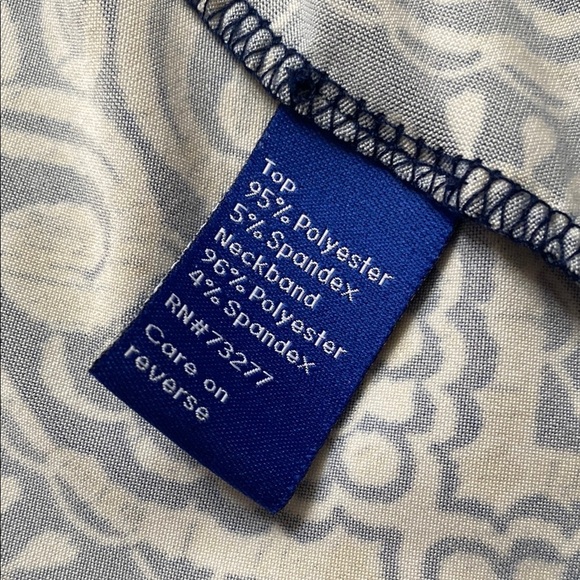 Top
95% Polyester
5% Spandex
Neckband
96% Polyester
4% Spandex
RN#73277
Care on
reverse